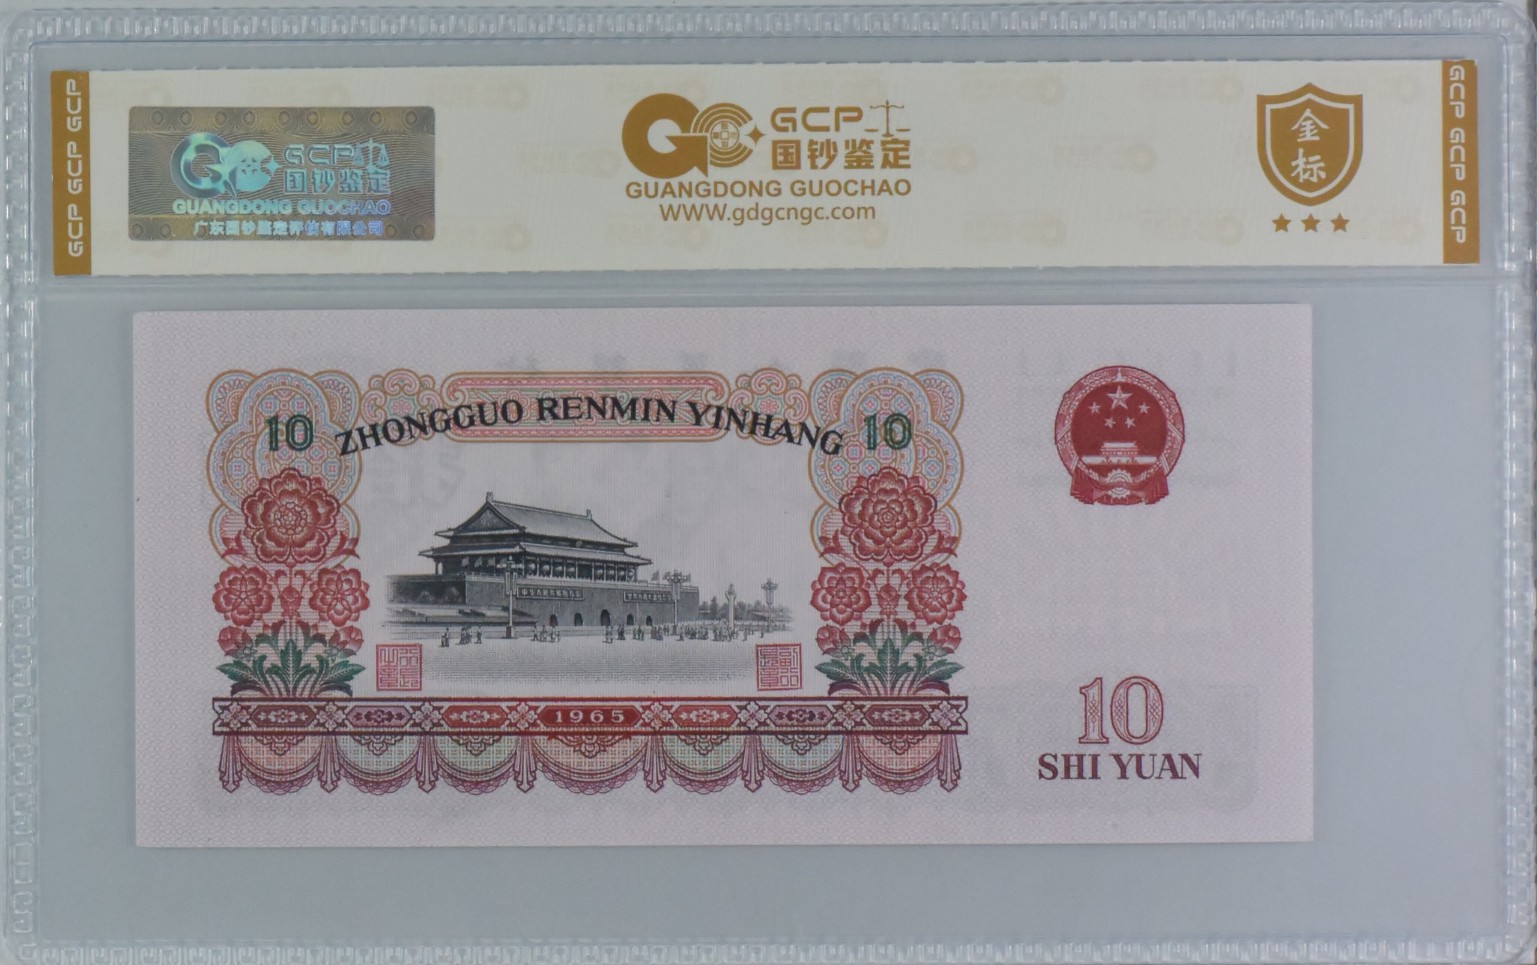 GCP GCP GCP
GCP
国钞鉴定
GUANGDONG GUOCHAO
广东国钞鉴定评估有限公司
GCP
国钞鉴定
GUANGDONG GUOCHAO
WWW.gdgcngc.com
金
标
GCP GCP GCP
10 ZHONGGUO RENMIN YINHANG 10
1965
10
SHI YUAN